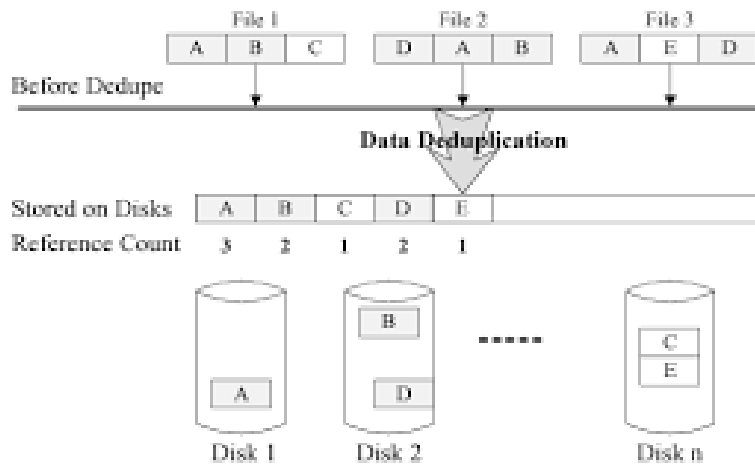 File 1 File 2 File 3
A B C D A B A E D
Before Dedupe
Data Deduplication
Stored on Disks A B C D E
Reference Count 3 2 1 2 1
B
C
A D E
Disk 1 Disk 2 Disk n